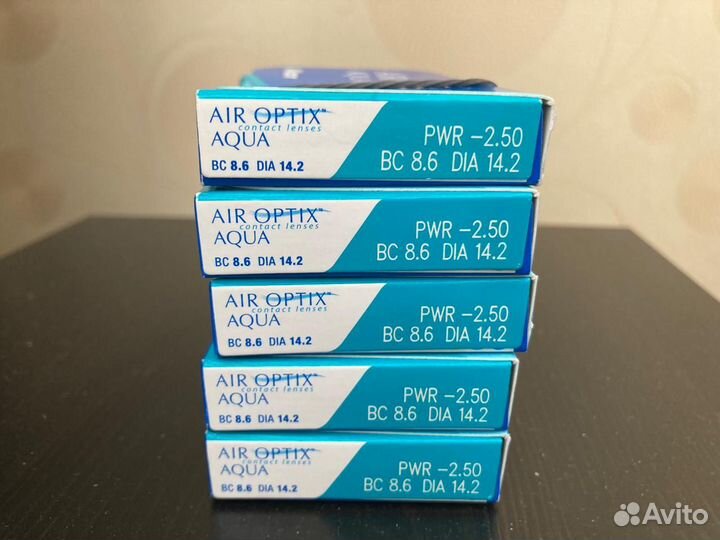 AIR OPTIX™
contact lenses
AQUA
BC 8.6 DIA 14.2
PWR -2.50
BC 8.6 DIA 14.2
AIR OPTIX™
contact lenses
AQUA
BC 8.6 DIA 14.2
PWR -2.50
BC 8.6 DIA 14.2
AIR OPTIX™
contact lenses
AQUA
BC 8.6 DIA 14.2
PWR -2.50
BC 8.6 DIA 14.2
AIR OPTIX™
contact lenses
AQUA
BC 8.6 DIA 14.2
PWR -2.50
BC 8.6 DIA 14.2
AIR OPTIX™
contact lenses
AQUA
BC 8.6 DIA 14.2
PWR -2.50
BC 8.6 DIA 14.2
Avito